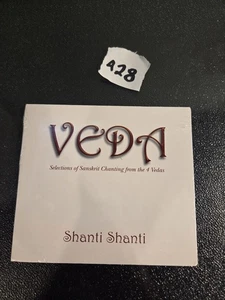 428
VEDA
Selections of Sanskrit Chanting from the 4 Vedas
Shanti Shanti